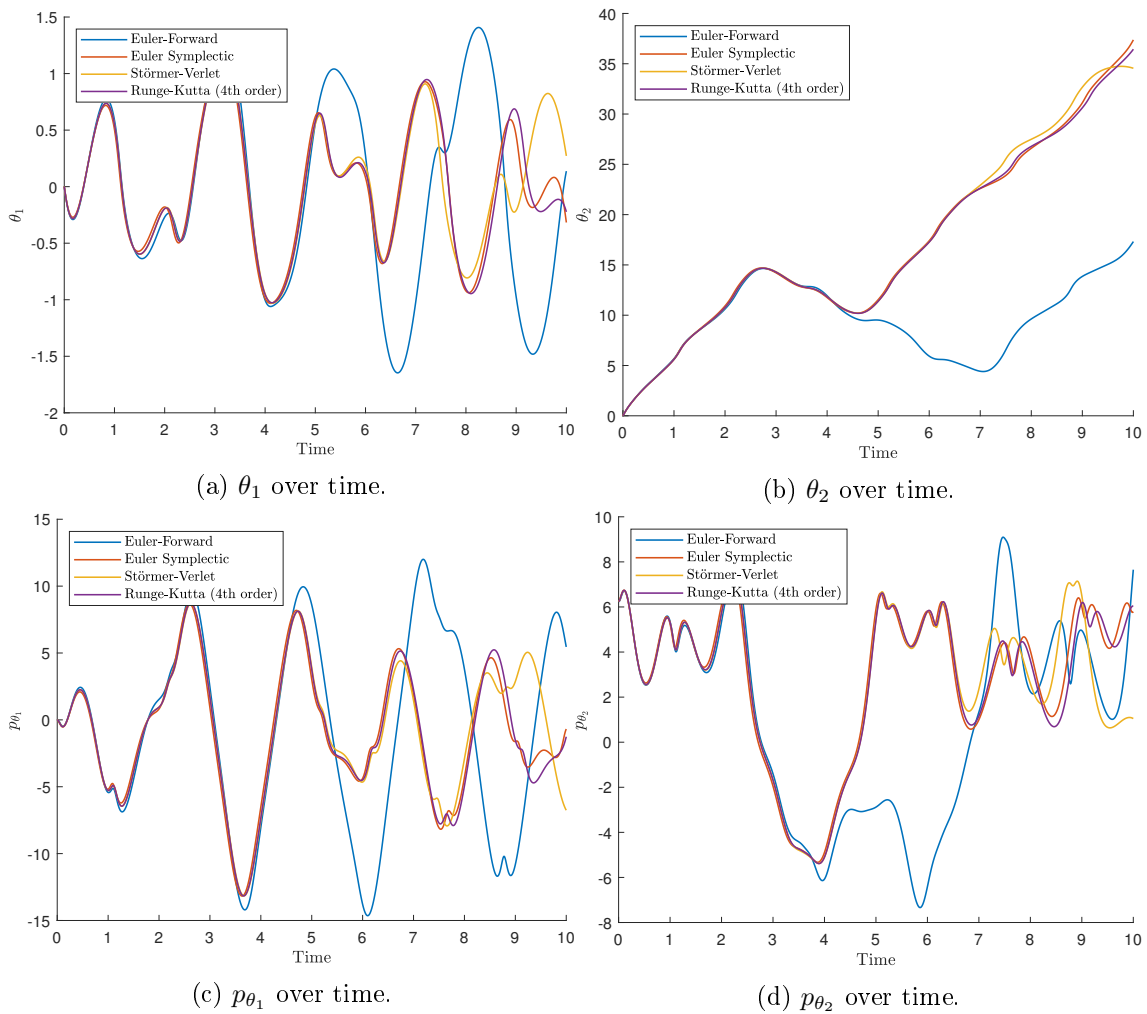 1.5
1
0.5
0
-0.5
-1
-1.5
-2
θ₁
Euler-Forward
Euler Symplectic
Störmer-Verlet
Runge-Kutta (4th order)
0 1 2 3 4 5 6 7 8 9 10
Time
(a) θ₁ over time.
40
35
30
25
20
15
10
5
0
θ₂
Euler-Forward
Euler Symplectic
Störmer-Verlet
Runge-Kutta (4th order)
0 1 2 3 4 5 6 7 8 9 10
Time
(b) θ₂ over time.
15
10
5
0
-5
-10
-15
p_θ₁
Euler-Forward
Euler Symplectic
Störmer-Verlet
Runge-Kutta (4th order)
0 1 2 3 4 5 6 7 8 9 10
Time
(c) p_θ₁ over time.
10
8
6
4
2
0
-2
-4
-6
-8
p_θ₂
Euler-Forward
Euler Symplectic
Störmer-Verlet
Runge-Kutta (4th order)
0 1 2 3 4 5 6 7 8 9 10
Time
(d) p_θ₂ over time.